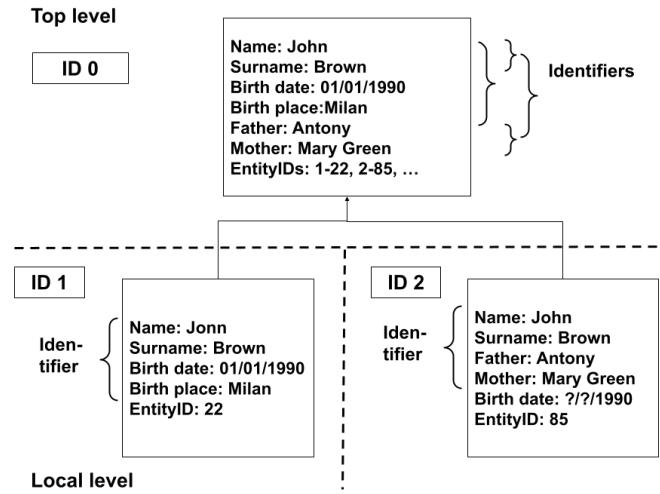 Top level
ID 0
Name: John
Surname: Brown
Birth date: 01/01/1990
Birth place:Milan
Father: Antony
Mother: Mary Green
EntityIDs: 1-22, 2-85, ...
Identifiers
ID 1
Iden-
tifier
Name: Jonn
Surname: Brown
Birth date: 01/01/1990
Birth place: Milan
EntityID: 22
ID 2
Iden-
tifier
Name: John
Surname: Brown
Father: Antony
Mother: Mary Green
Birth date: ?/?/1990
EntityID: 85
Local level